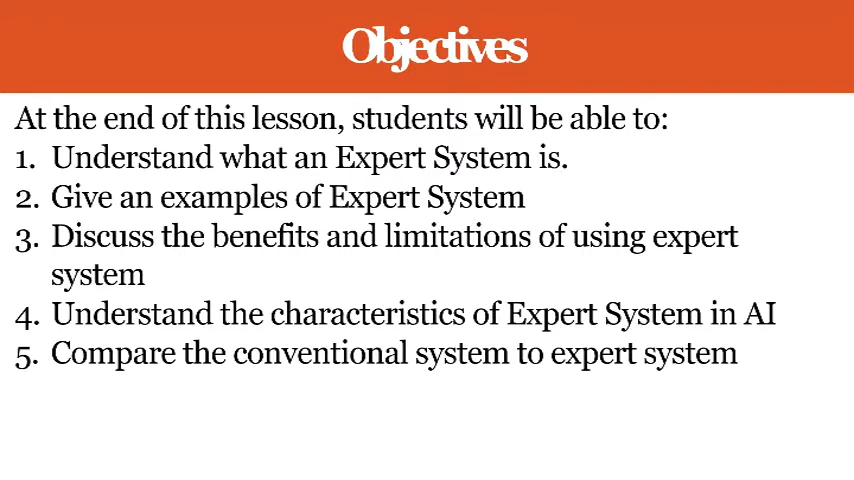 Objectives
At the end of this lesson, students will be able to:
1. Understand what an Expert System is.
2. Give an examples of Expert System
3. Discuss the benefits and limitations of using expert
system
4. Understand the characteristics of Expert System in AI
5. Compare the conventional system to expert system